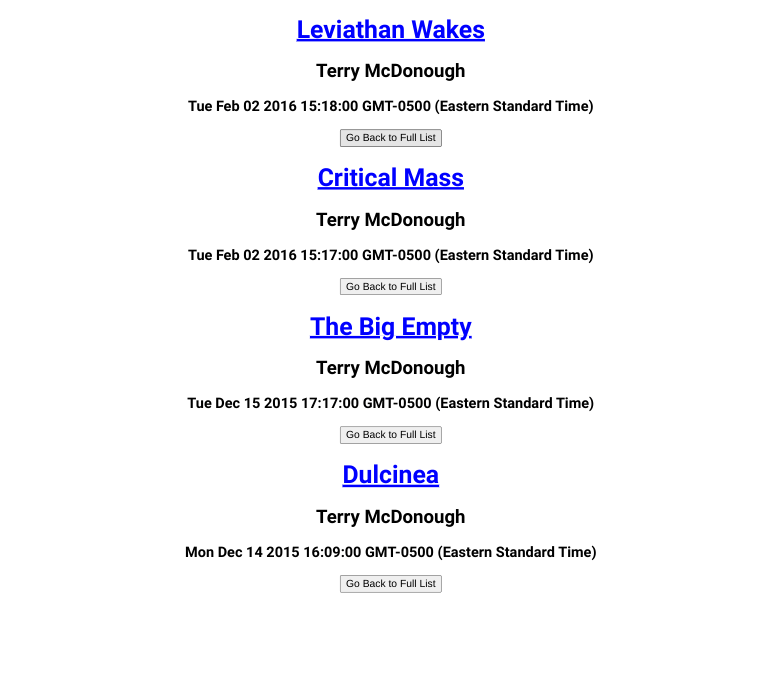 Leviathan Wakes
Terry McDonough
Tue Feb 02 2016 15:18:00 GMT-0500 (Eastern Standard Time)
Go Back to Full List
Critical Mass
Terry McDonough
Tue Feb 02 2016 15:17:00 GMT-0500 (Eastern Standard Time)
Go Back to Full List
The Big Empty
Terry McDonough
Tue Dec 15 2015 17:17:00 GMT-0500 (Eastern Standard Time)
Go Back to Full List
Dulcinea
Terry McDonough
Mon Dec 14 2015 16:09:00 GMT-0500 (Eastern Standard Time)
Go Back to Full List